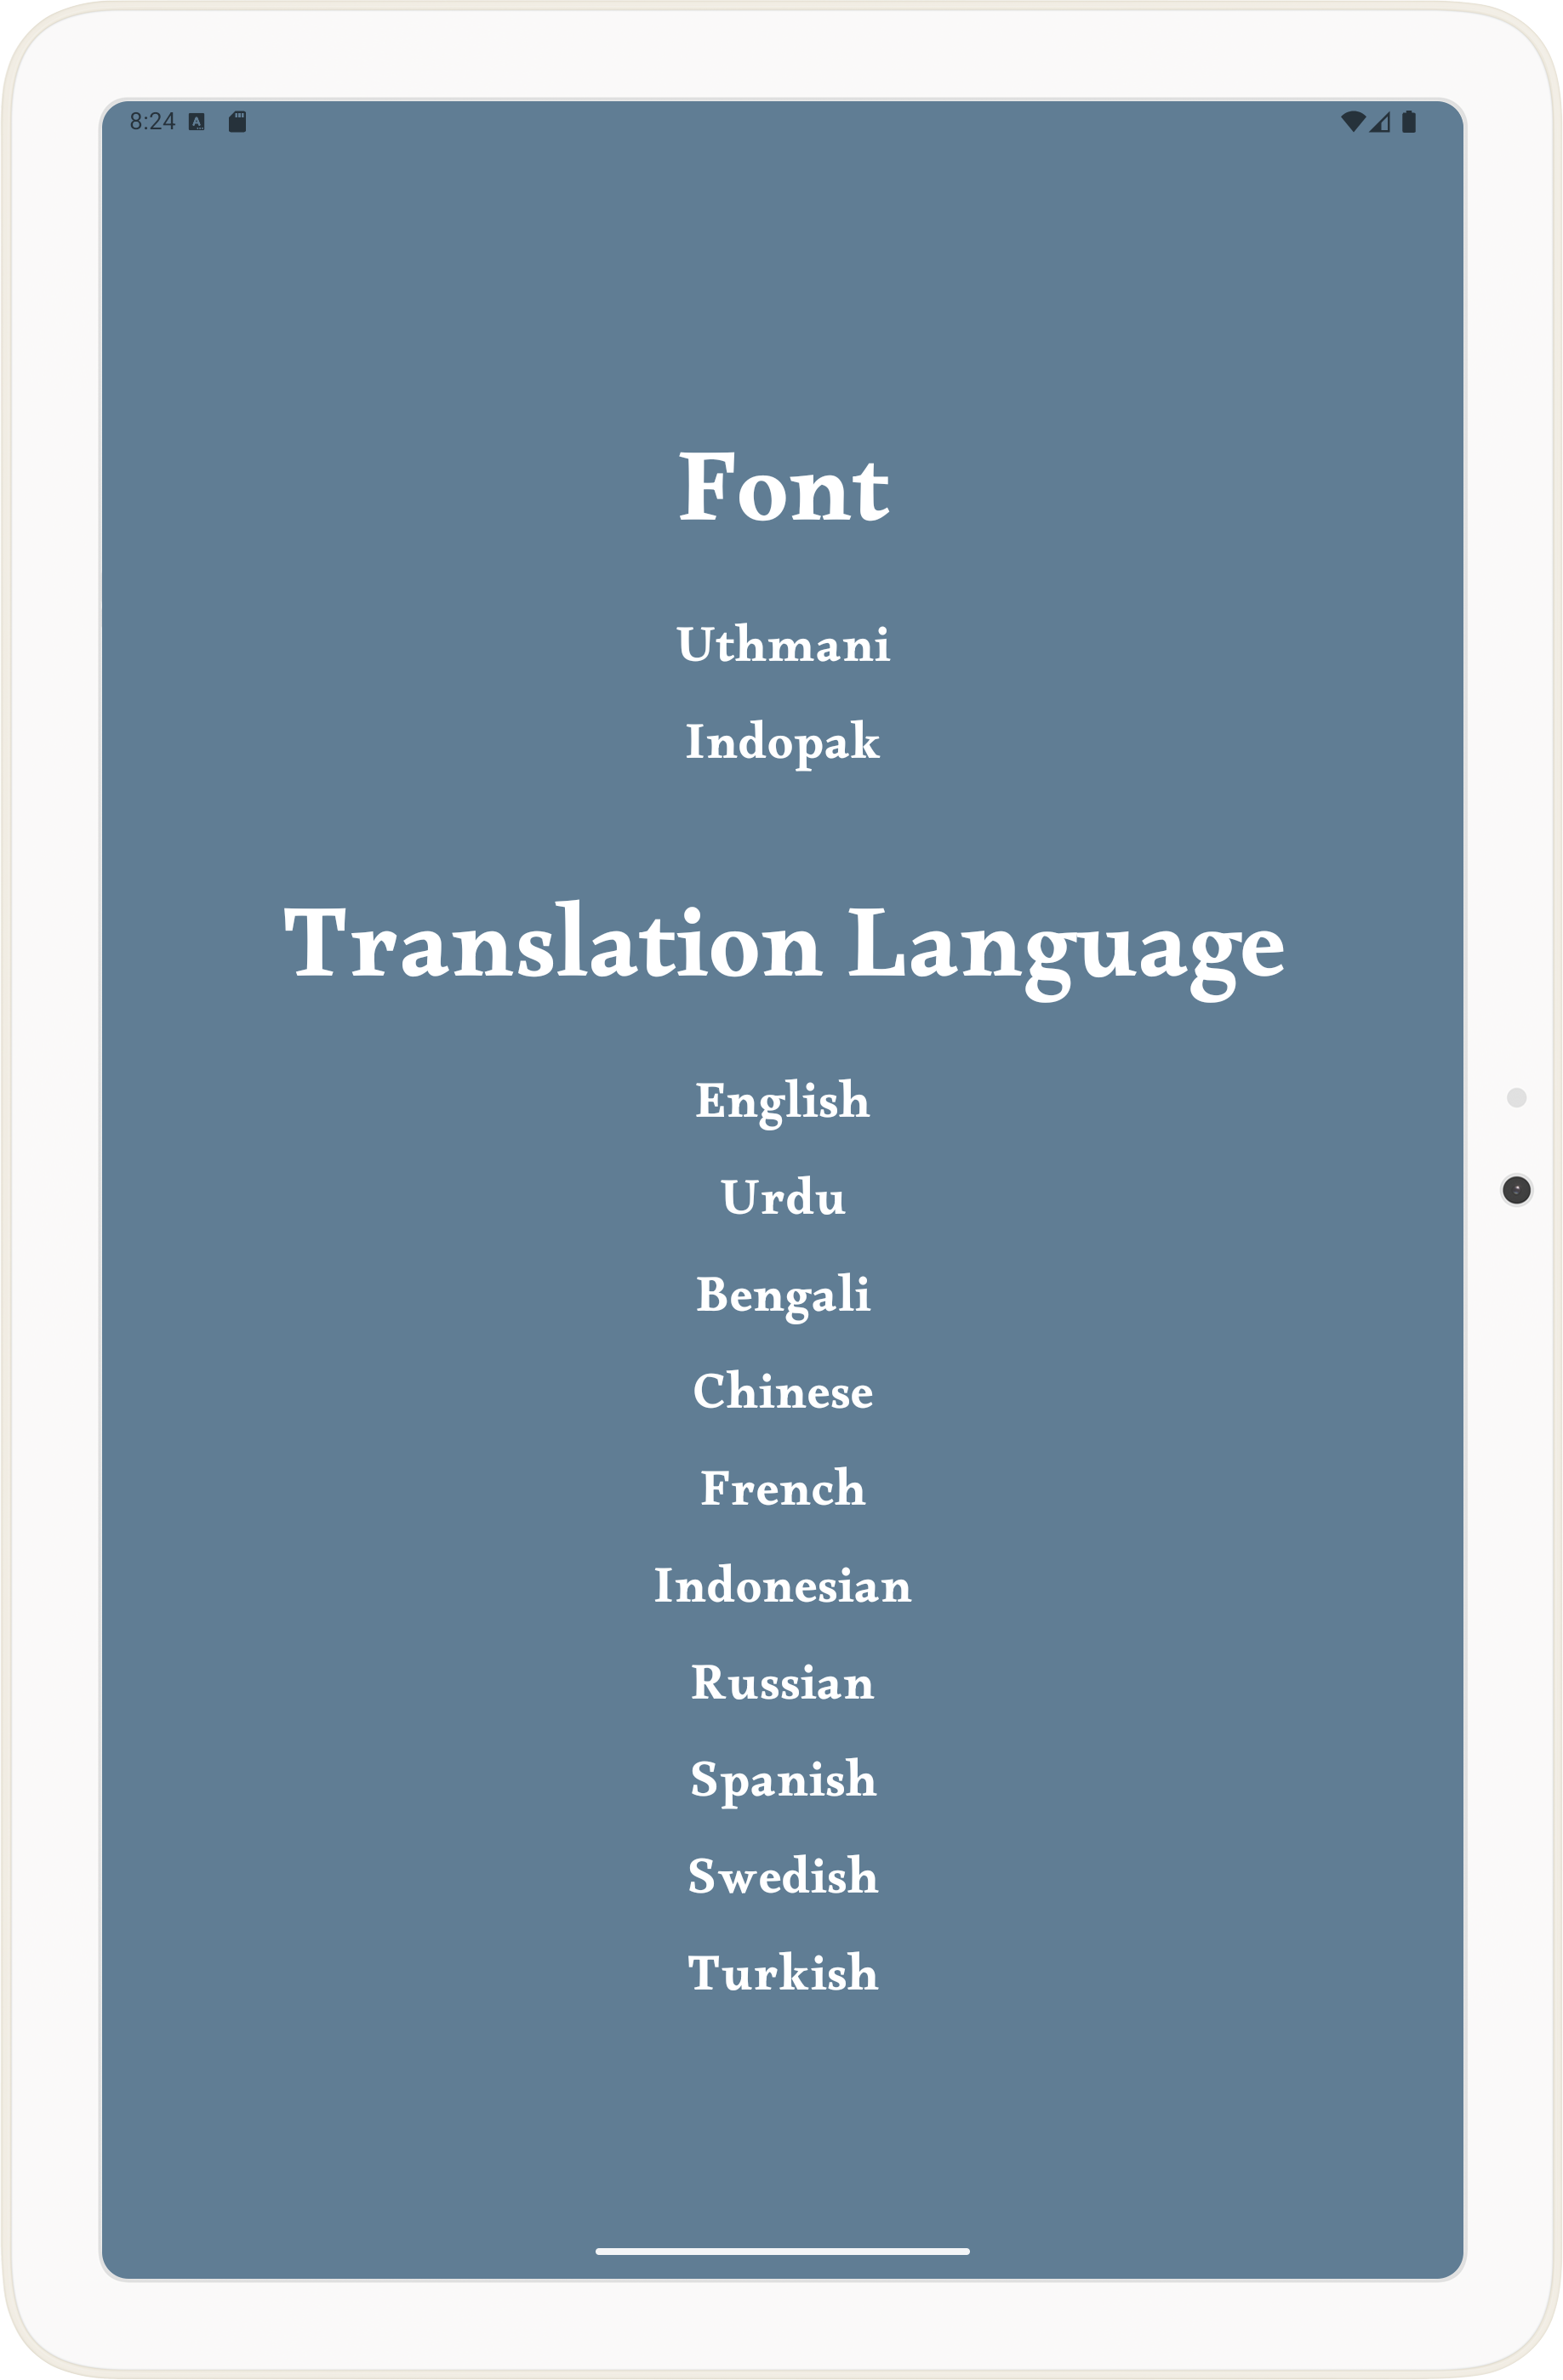 8:24
Font
Uthmani
Indopak
Translation Language
English
Urdu
Bengali
Chinese
French
Indonesian
Russian
Spanish
Swedish
Turkish